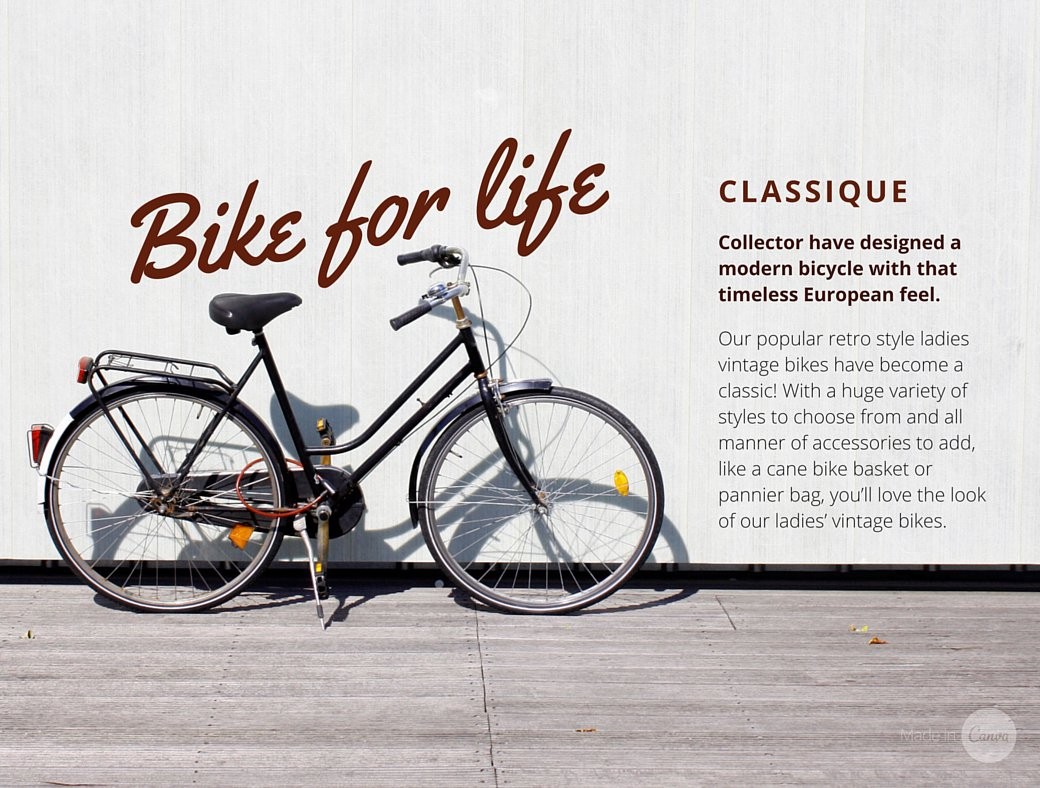 Bike for life
CLASSIQUE
Collector have designed a
modern bicycle with that
timeless European feel.
Our popular retro style ladies
vintage bikes have become a
classic! With a huge variety of
styles to choose from and all
manner of accessories to add,
like a cane bike basket or
pannier bag, you’ll love the look
of our ladies’ vintage bikes.
Made in Canva